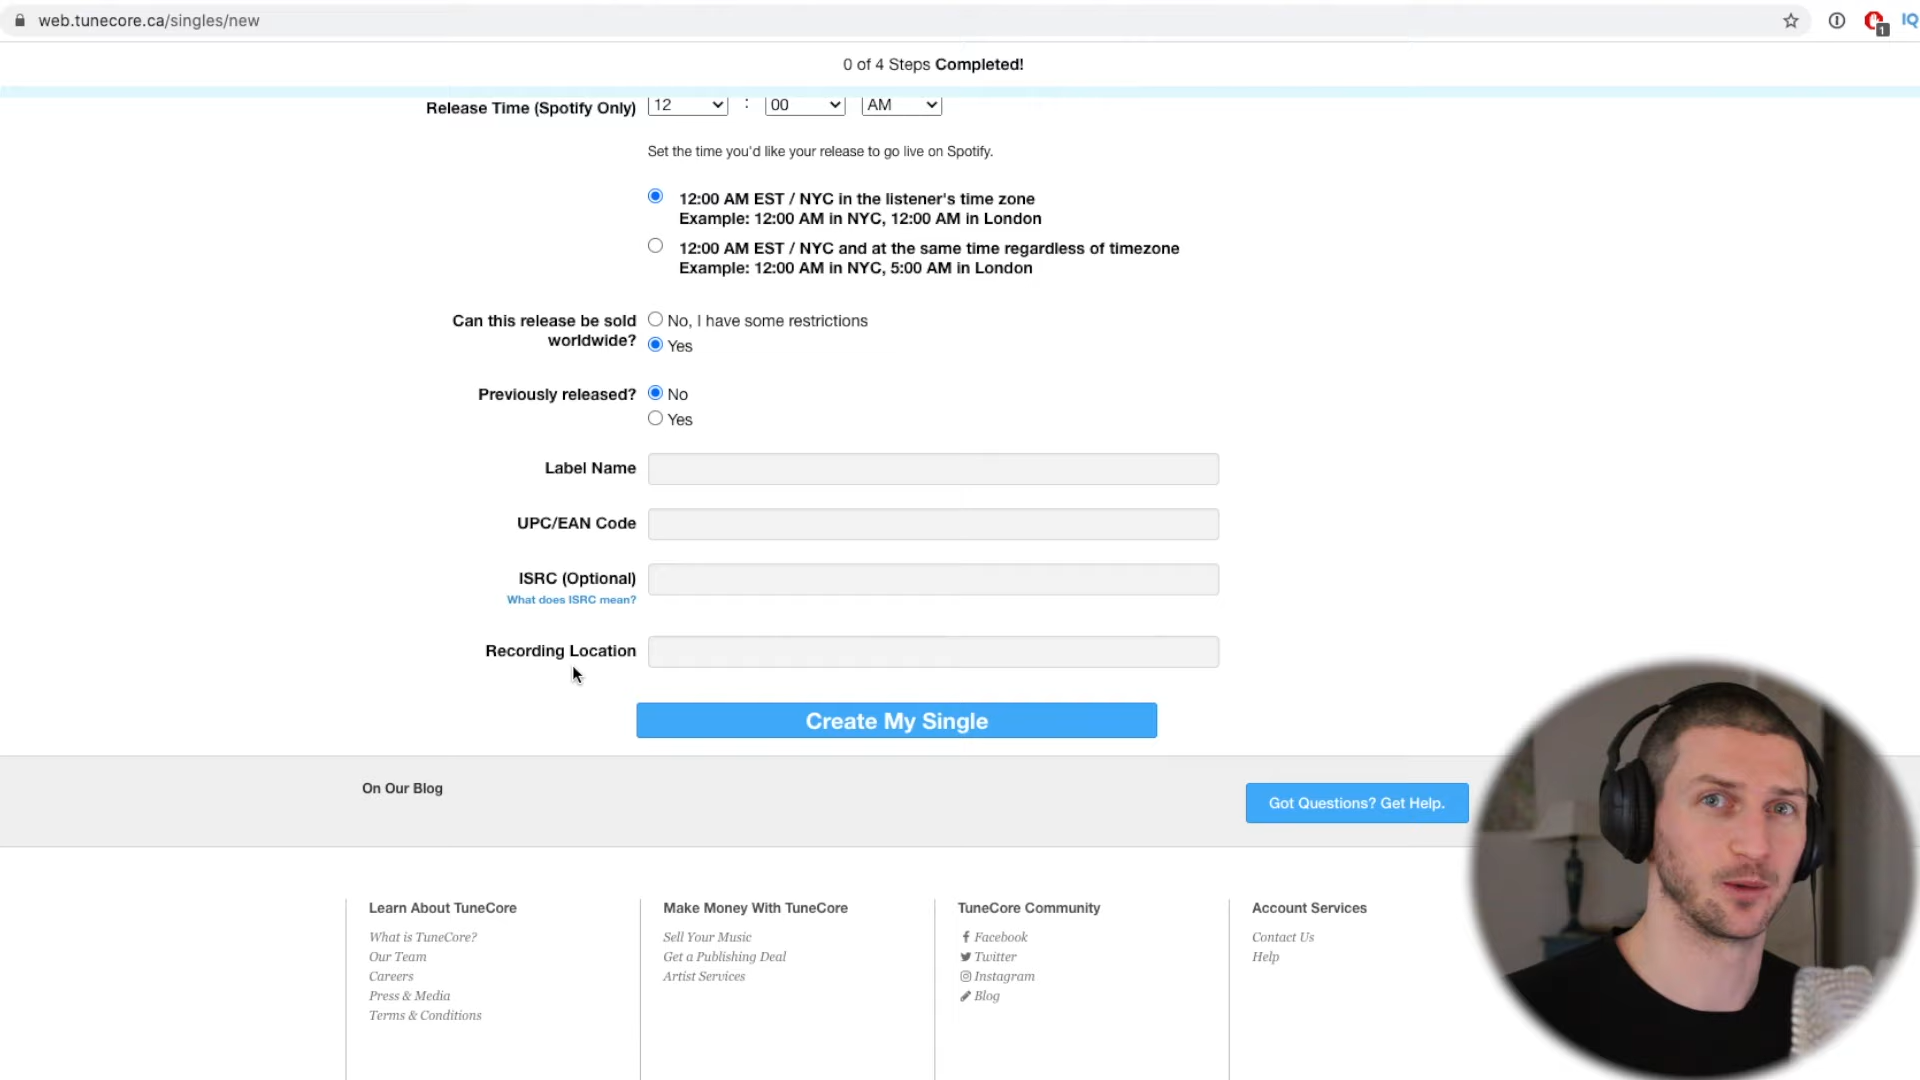 web.tunecore.ca/singles/new
1
IQ
0 of 4 Steps Completed!
Release Time (Spotify Only) 12 : 00 AM
Set the time you'd like your release to go live on Spotify.
12:00 AM EST / NYC in the listener's time zone
Example: 12:00 AM in NYC, 12:00 AM in London
12:00 AM EST / NYC and at the same time regardless of timezone
Example: 12:00 AM in NYC, 5:00 AM in London
Can this release be sold
worldwide?
No, I have some restrictions
Yes
Previously released?
No
Yes
Label Name
UPC/EAN Code
ISRC (Optional)
What does ISRC mean?
Recording Location
Create My Single
On Our Blog
Got Questions? Get Help.
Learn About TuneCore
What is TuneCore?
Our Team
Careers
Press & Media
Terms & Conditions
Make Money With TuneCore
Sell Your Music
Get a Publishing Deal
Artist Services
TuneCore Community
Facebook
Twitter
Instagram
Blog
Account Services
Contact Us
Help